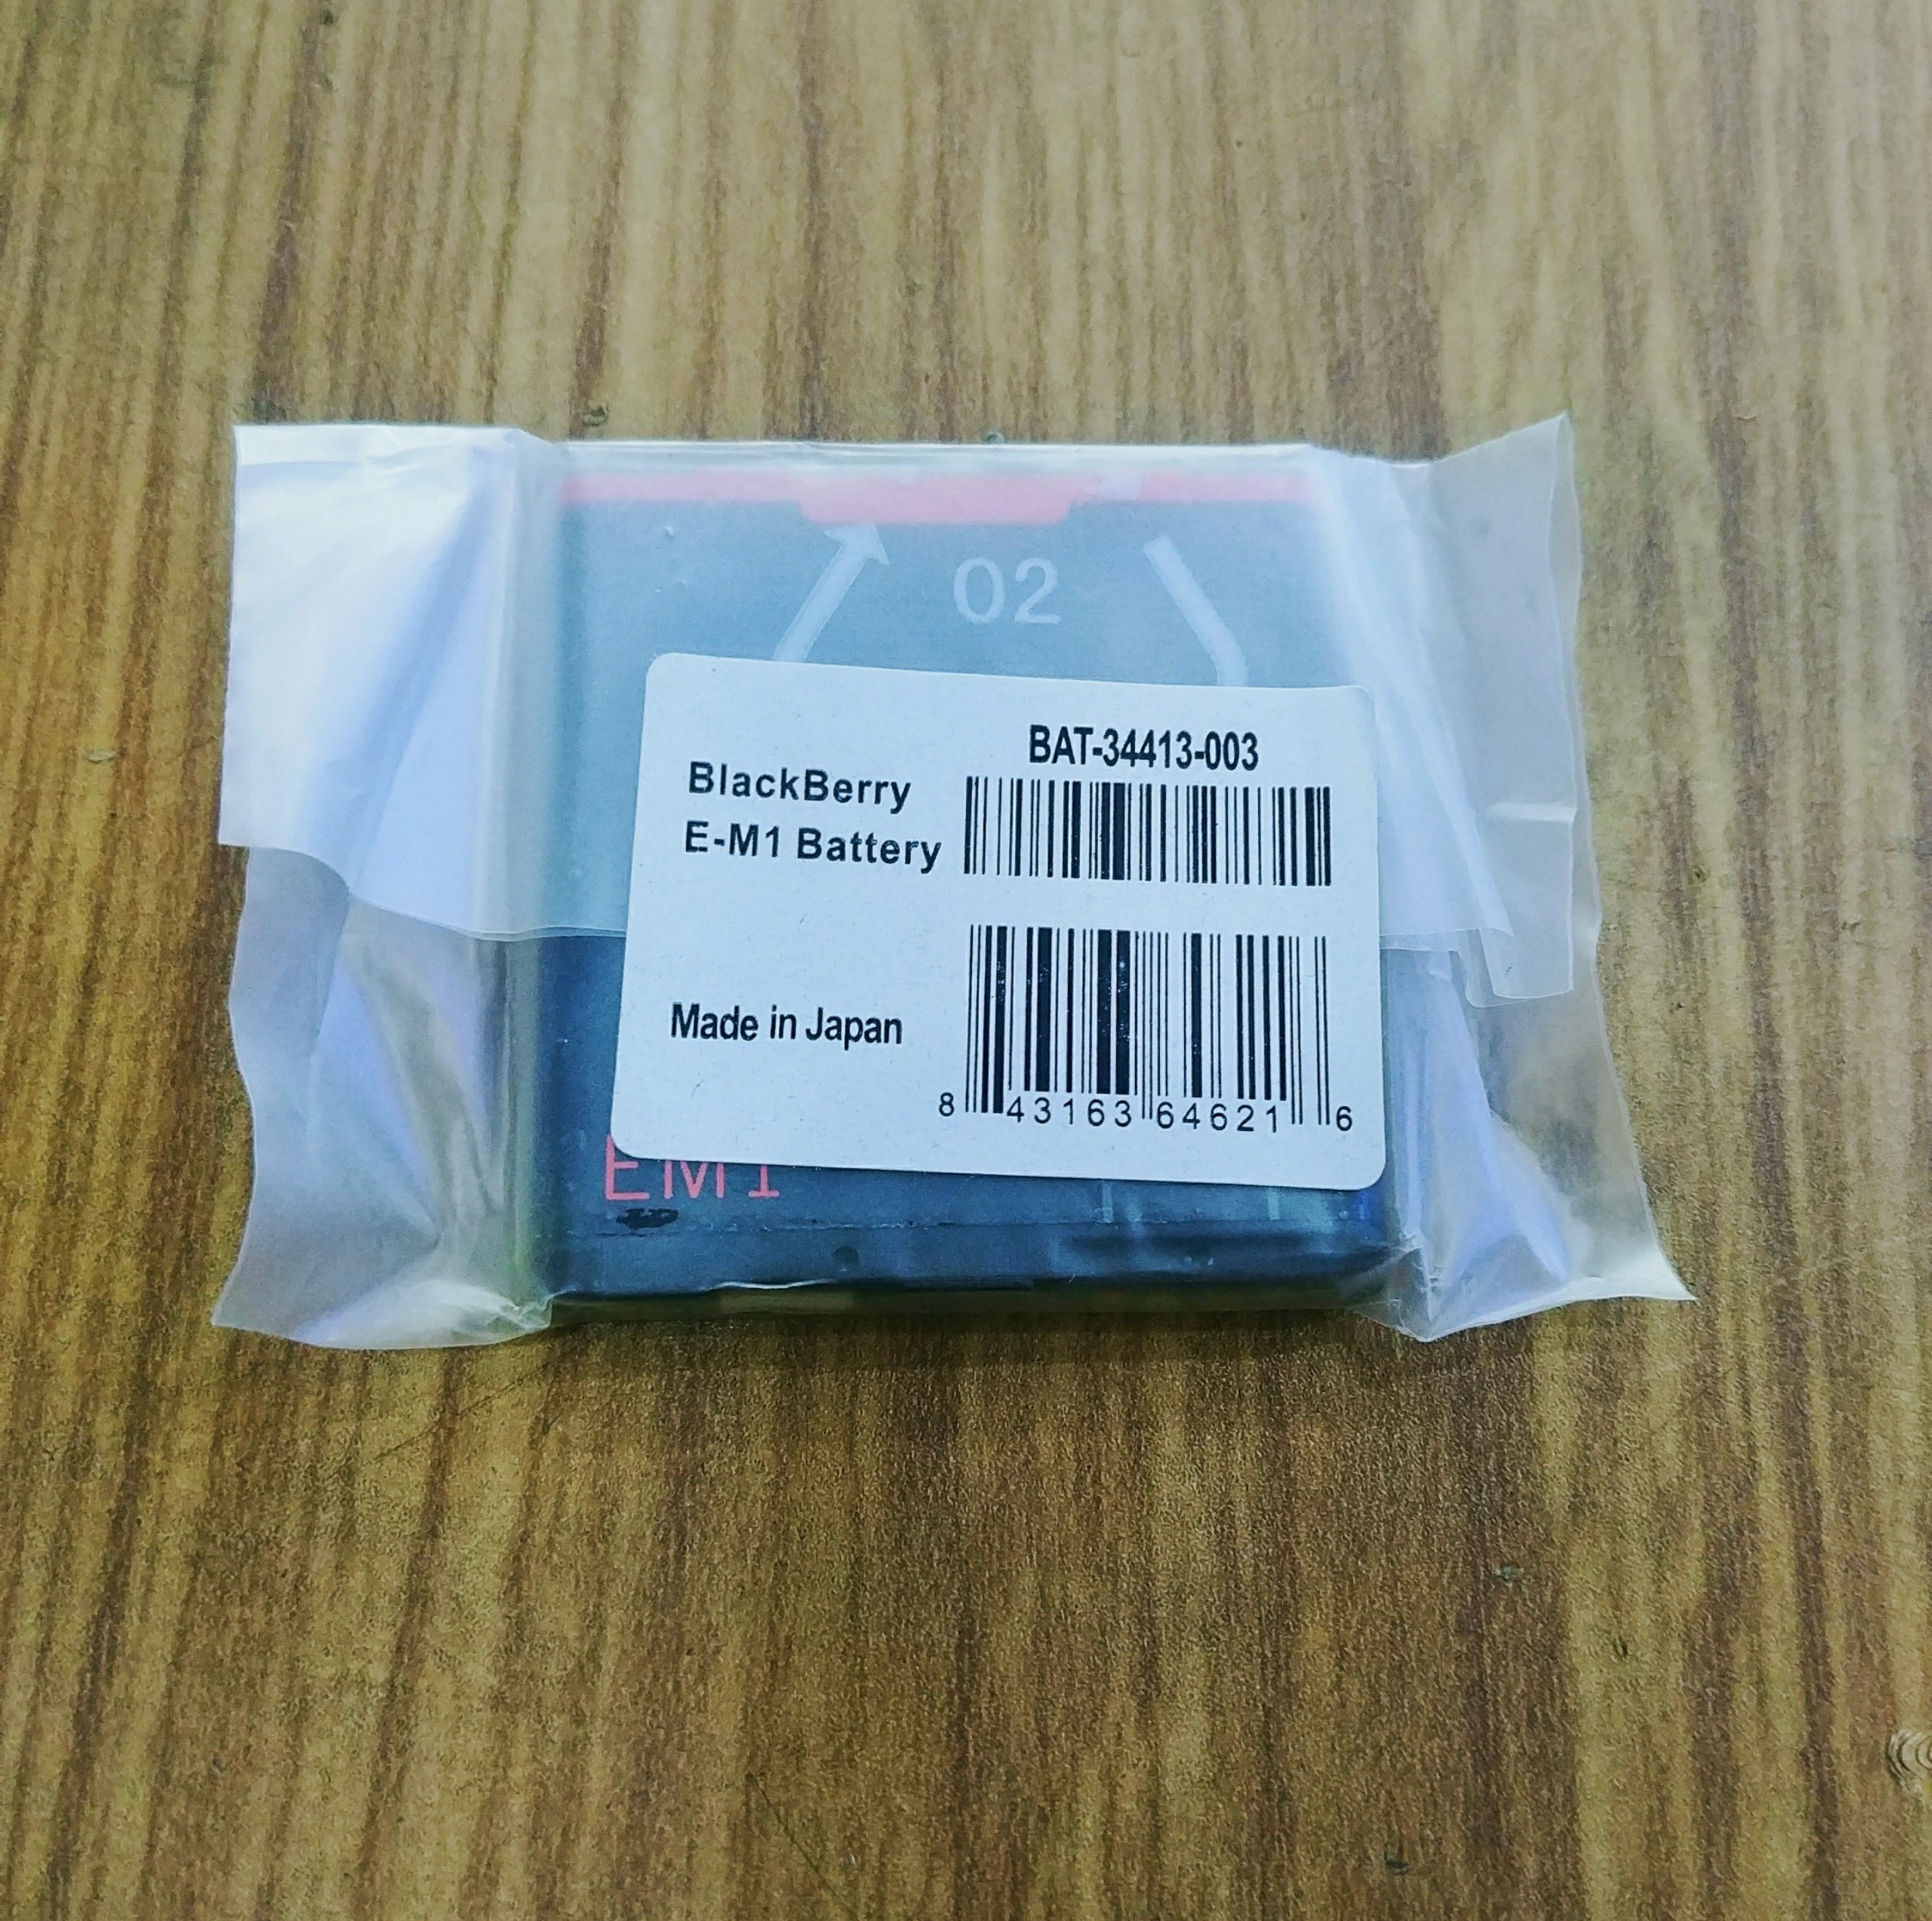 02
BAT-34413-003
BlackBerry
E-M1 Battery
Made in Japan
8 43163 64621 6
EM1